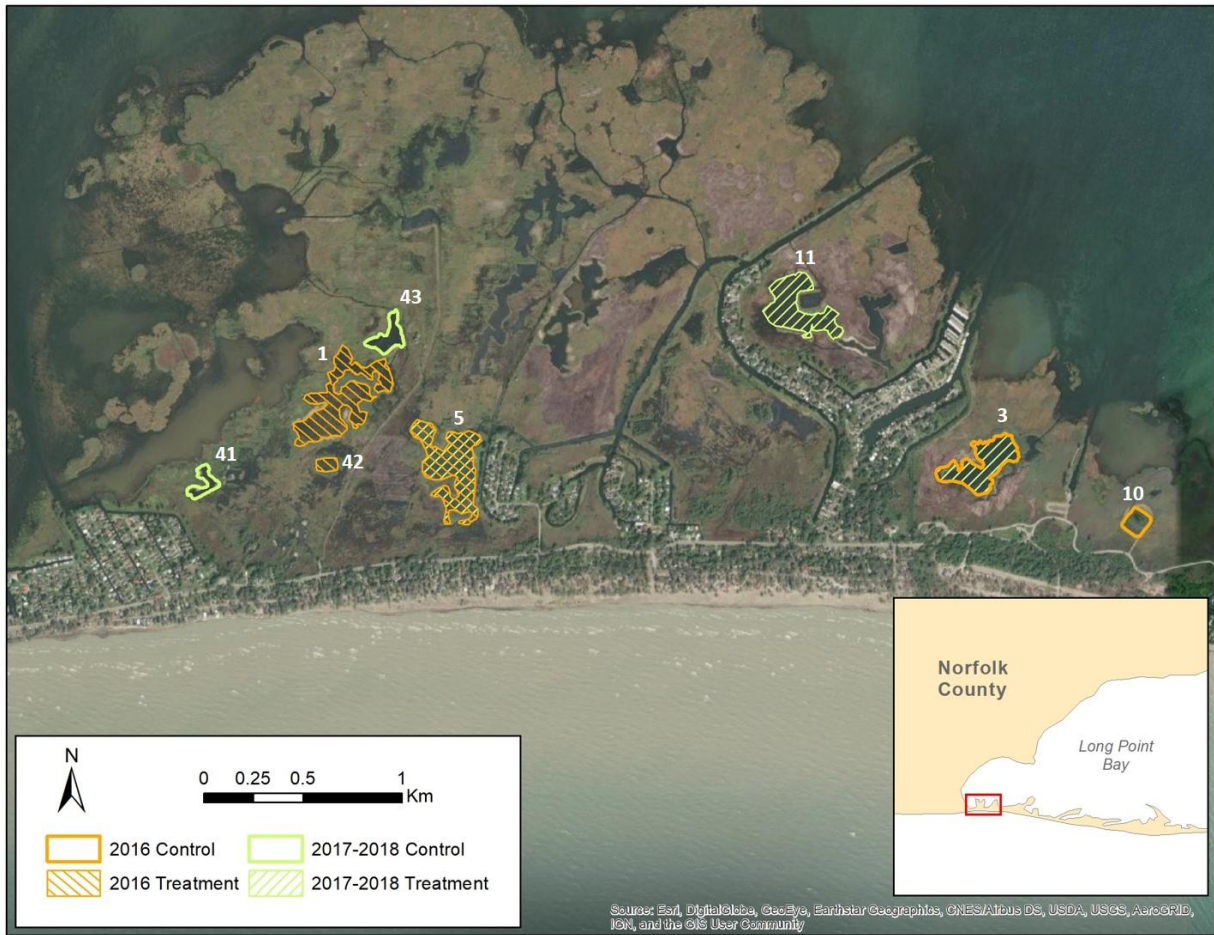 11
43
1
5
3
41
42
10
Norfolk
County
Long Point
Bay
N
0 0.25 0.5 1
Km
2016 Control
2017-2018 Control
2016 Treatment
2017-2018 Treatment
Source: Esri, DigitalGlobe, GeoEye, Earthstar Geographics, CNES/Airbus DS, USDA, USGS, AeroGRID,
IGN, and the GIS User Community